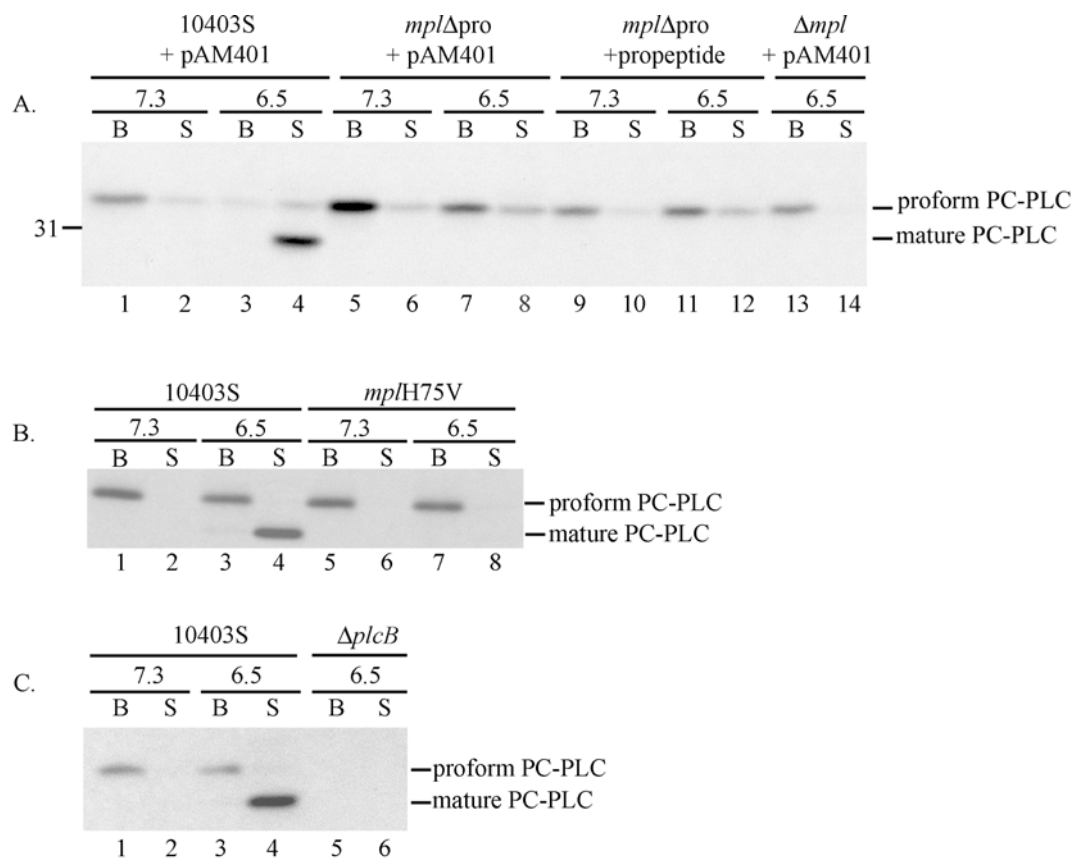 10403S mplΔpro mplΔpro Δmpl
+ pAM401 + pAM401 +propeptide + pAM401
A. 7.3 6.5 7.3 6.5 7.3 6.5 6.5
B S B S B S B S B S B S B S
proform PC-PLC
31
mature PC-PLC
1 2 3 4 5 6 7 8 9 10 11 12 13 14
10403S mplH75V
B. 7.3 6.5 7.3 6.5
B S B S B S B S
proform PC-PLC
mature PC-PLC
1 2 3 4 5 6 7 8
10403S ΔplcB
C. 7.3 6.5 6.5
B S B S B S
proform PC-PLC
mature PC-PLC
1 2 3 4 5 6